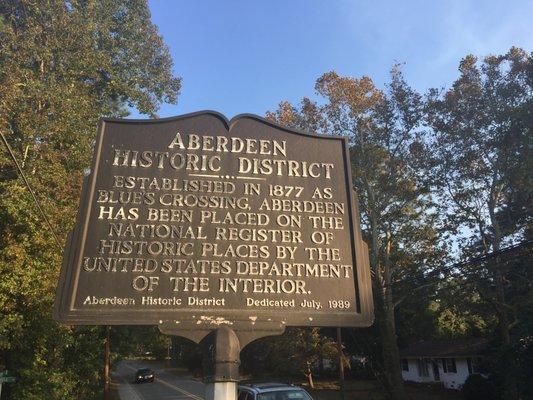 ABERDEEN
HISTORIC DISTRICT
ESTABLISHED IN 1877 AS
BLUE'S CROSSING, ABERDEEN
HAS BEEN PLACED ON THE
NATIONAL REGISTER OF
HISTORIC PLACES BY THE
UNITED STATES DEPARTMENT
OF THE INTERIOR.
Aberdeen Historic District Dedicated July, 1989